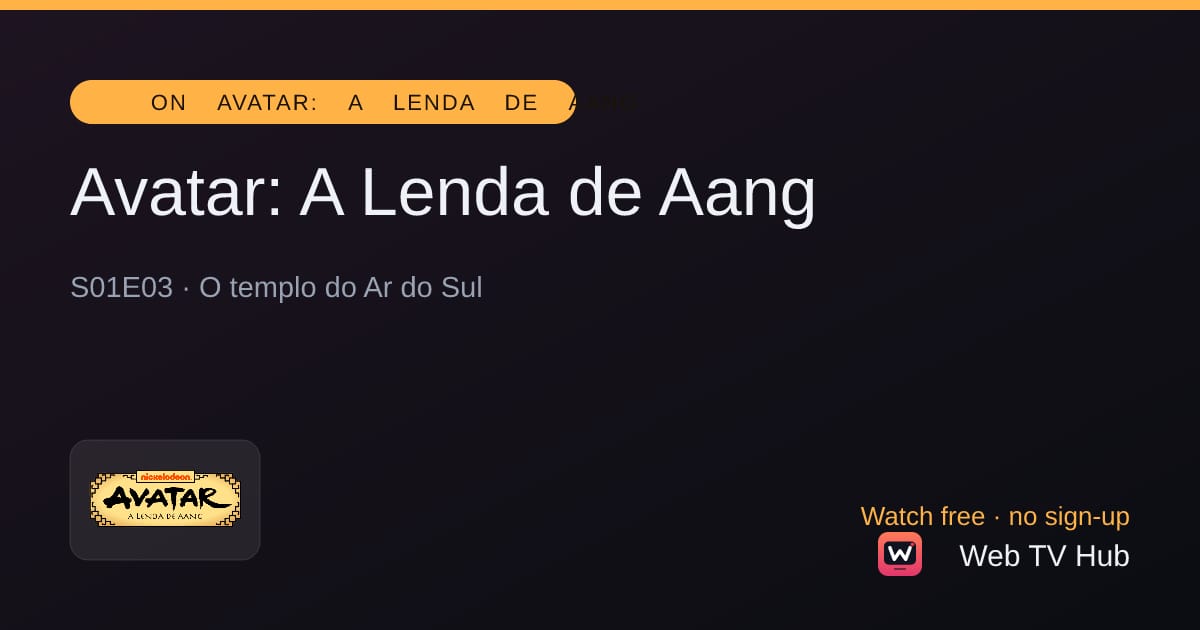 ON AVATAR: A LENDA DE AANG
Avatar: A Lenda de Aang
S01E03 · O templo do Ar do Sul
nickelodeon
AVATAR
A LENDA DE AANG
Watch free · no sign-up
W
Web TV Hub